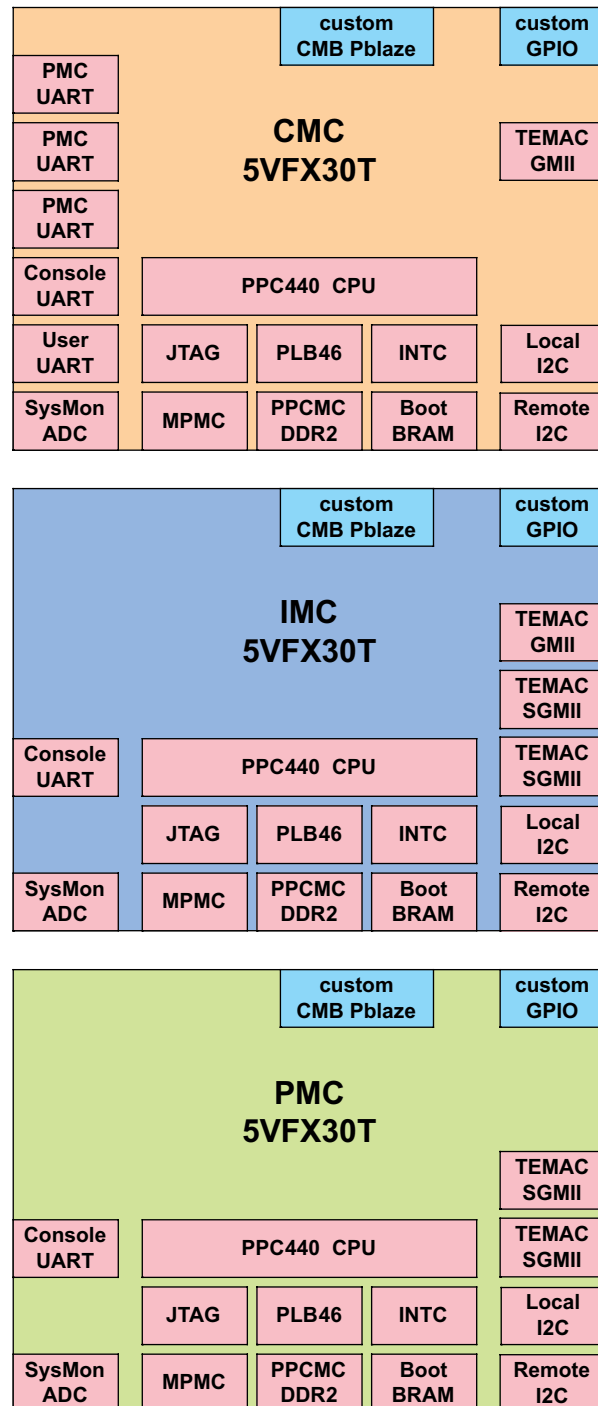 custom
CMB Pblaze
custom
GPIO
PMC
UART
CMC
5VFX30T
PMC
UART
TEMAC
GMII
PMC
UART
Console
UART
PPC440 CPU
User
UART
JTAG
PLB46
INTC
Local
I2C
SysMon
ADC
MPMC
PPCMC
DDR2
Boot
BRAM
Remote
I2C
custom
CMB Pblaze
custom
GPIO
IMC
5VFX30T
TEMAC
GMII
TEMAC
SGMII
Console
UART
PPC440 CPU
TEMAC
SGMII
JTAG
PLB46
INTC
Local
I2C
SysMon
ADC
MPMC
PPCMC
DDR2
Boot
BRAM
Remote
I2C
custom
CMB Pblaze
custom
GPIO
PMC
5VFX30T
TEMAC
SGMII
Console
UART
PPC440 CPU
TEMAC
SGMII
JTAG
PLB46
INTC
Local
I2C
SysMon
ADC
MPMC
PPCMC
DDR2
Boot
BRAM
Remote
I2C